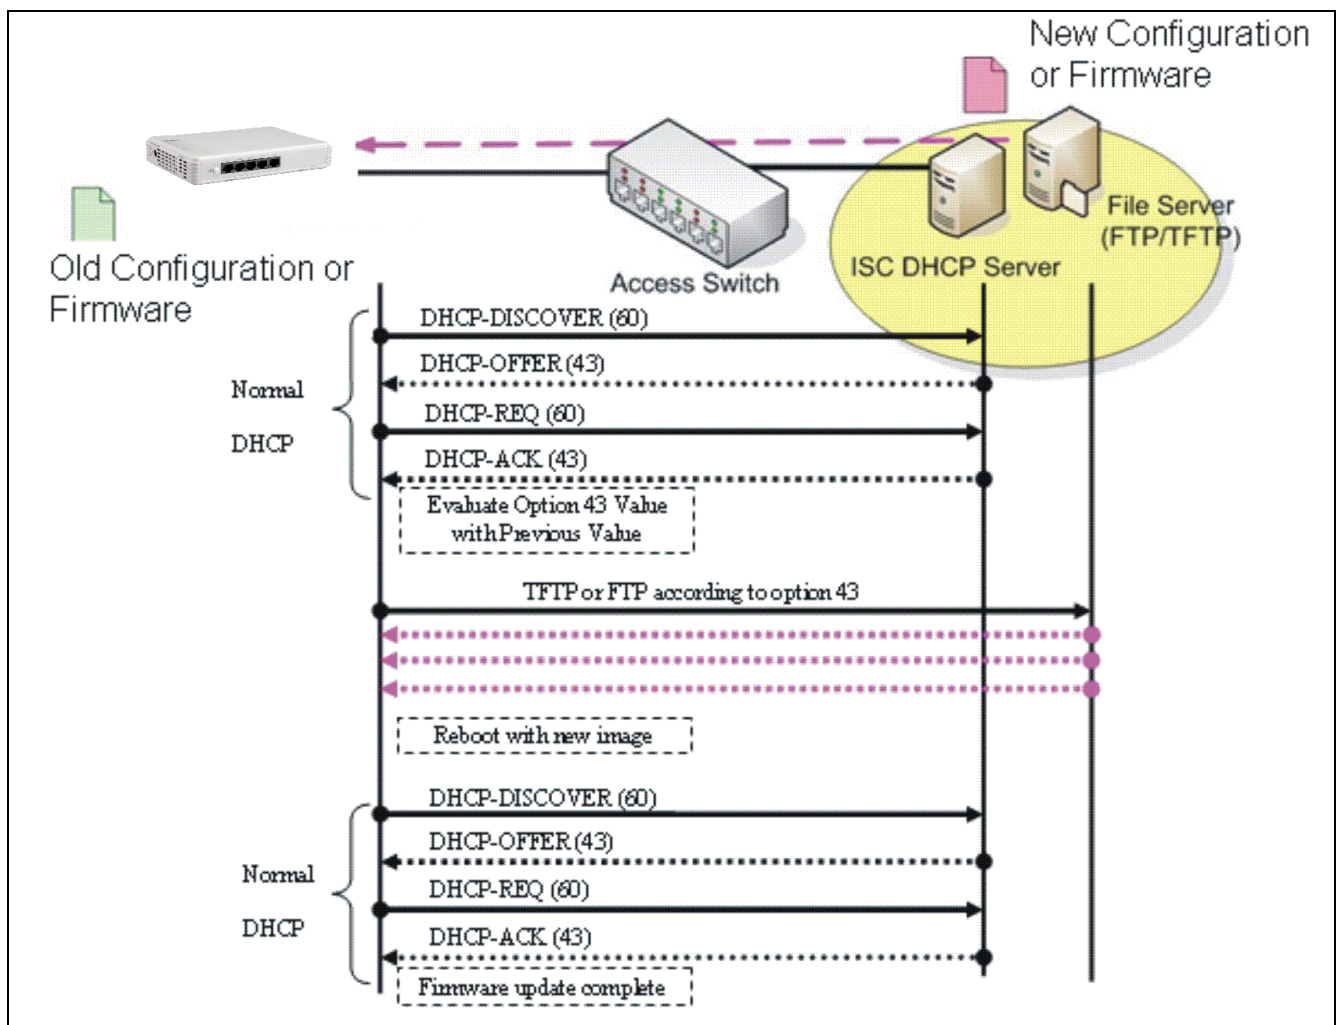 New Configuration
or Firmware
File Server
(FTP/TFTP)
ISC DHCP Server
Access Switch
Old Configuration or
Firmware
DHCP-DISCOVER (60)
DHCP-OFFER (43)
Normal
DHCP
DHCP-REQ (60)
DHCP-ACK (43)
Evaluate Option 43 Value
with Previous Value
TFTP or FTP according to option 43
Reboot with new image
DHCP-DISCOVER (60)
DHCP-OFFER (43)
Normal
DHCP
DHCP-REQ (60)
DHCP-ACK (43)
Firmware update complete